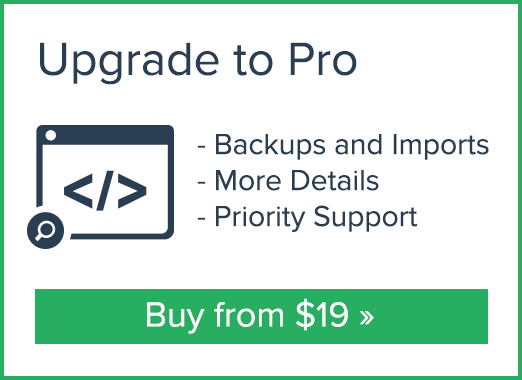 Upgrade to Pro
</>
- Backups and Imports
- More Details
- Priority Support
Buy from $19 »